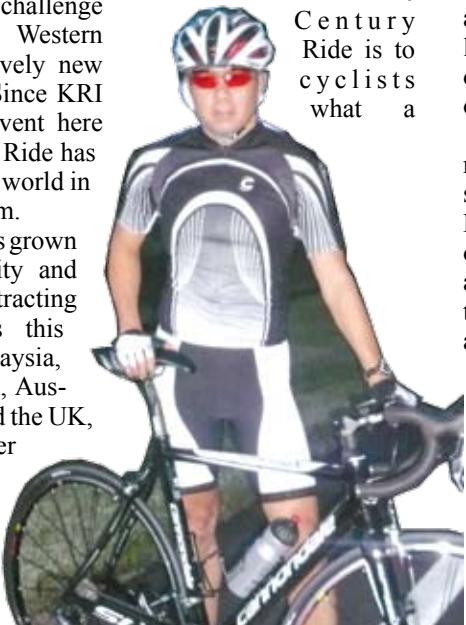 challenge
Western
vely new
Since KRI
vent here
Ride has
world in
m.
s grown
ity and
tracting
s this
aysia,
, Aus-
d the UK,
er
Century
Ride is to
cyclists
what a
cannondale